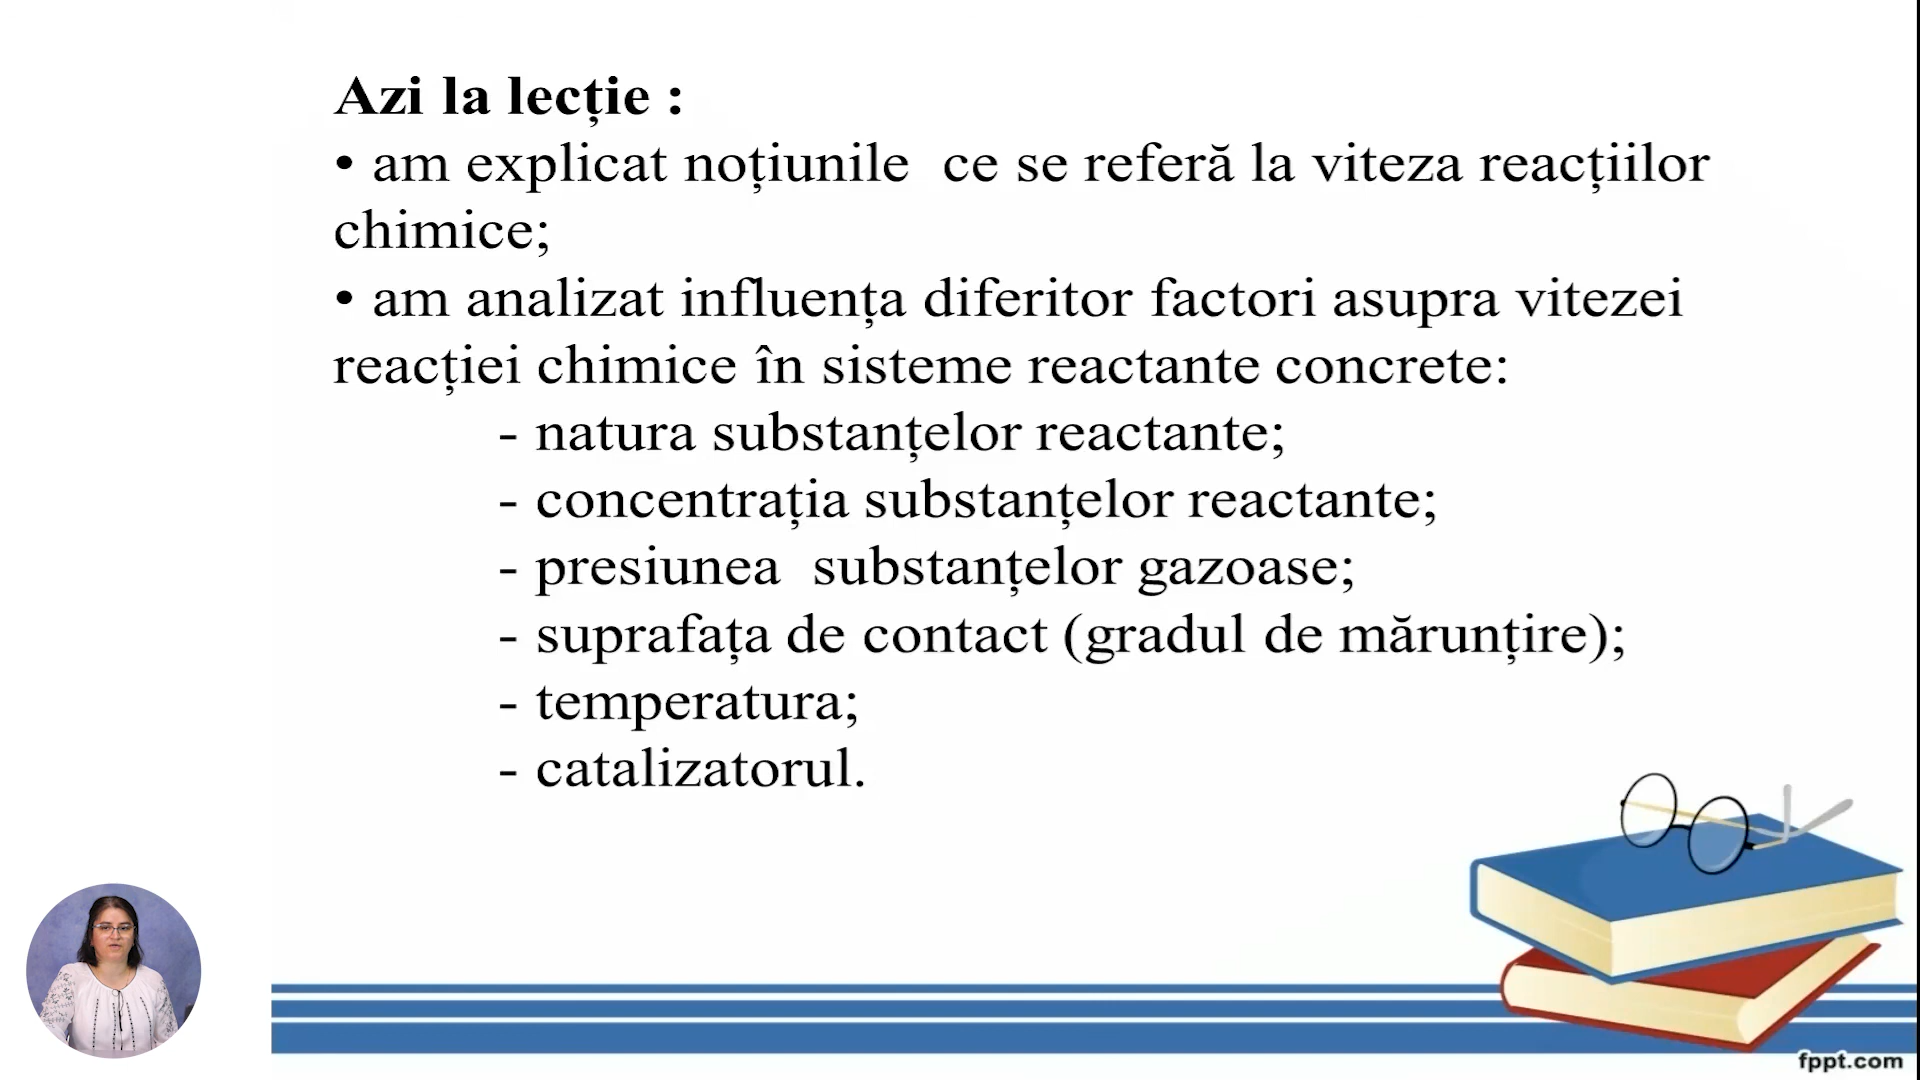 Azi la lecție :
• am explicat noțiunile ce se referă la viteza reacțiilor
chimice;
• am analizat influența diferitor factori asupra vitezei
reacției chimice în sisteme reactante concrete:
- natura substanțelor reactante;
- concentrația substanțelor reactante;
- presiunea substanțelor gazoase;
- suprafața de contact (gradul de mărunțire);
- temperatura;
- catalizatorul.
fppt.com